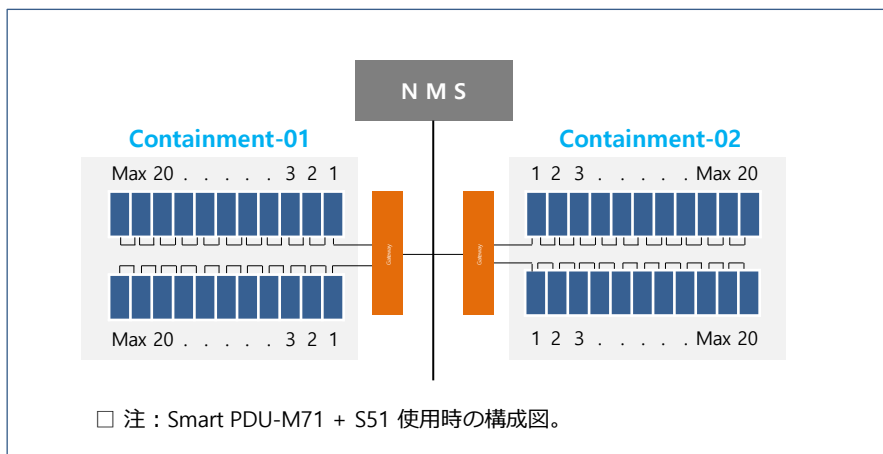 N M S
Containment-01
Containment-02
Max 20 . . . . . 3 2 1
1 2 3 . . . . . Max 20
Gateway
Gateway
Max 20 . . . . . 3 2 1
1 2 3 . . . . . Max 20
□ 注：Smart PDU-M71 + S51 使用時の構成図。